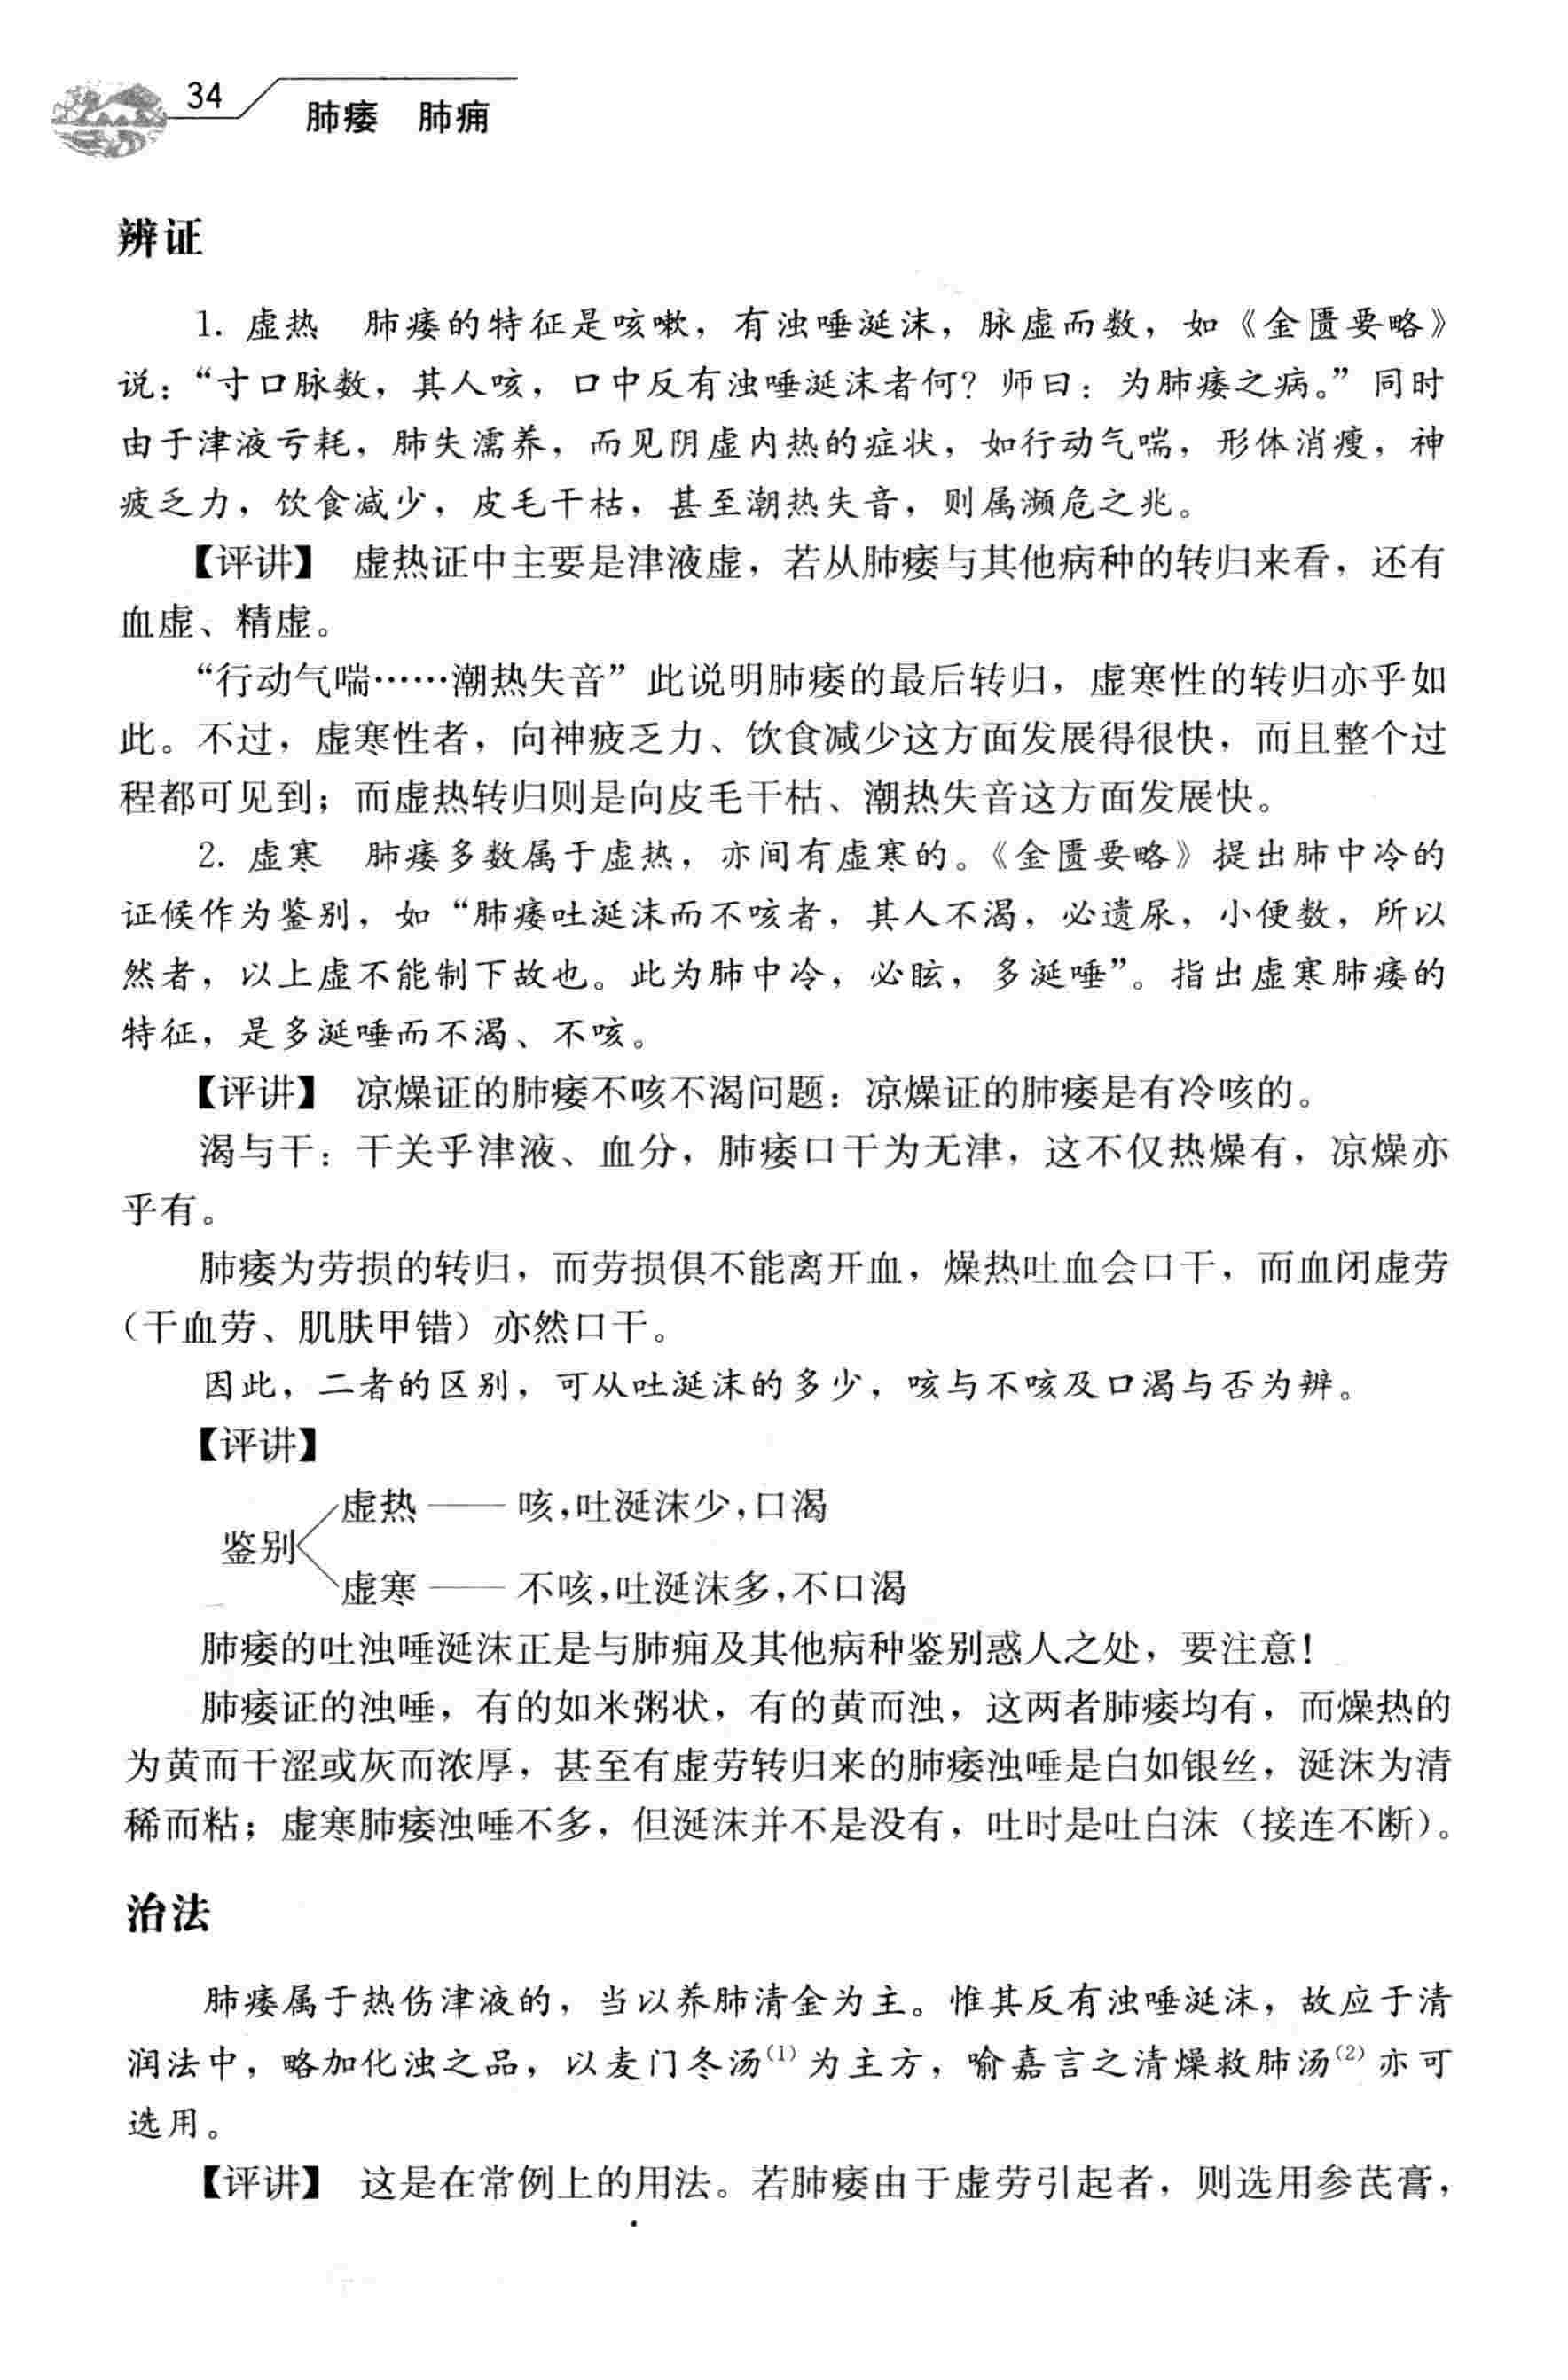 34
肺痿　肺痈
辨证
1. 虚热　肺痿的特征是咳嗽，有浊唾涎沫，脉虚而数，如《金匮要略》
说：“寸口脉数，其人咳，口中反有浊唾涎沫者何？师曰：为肺痿之病。”同时
由于津液亏耗，肺失濡养，而见阴虚内热的症状，如行动气喘，形体消瘦，神
疲乏力，饮食减少，皮毛干枯，甚至潮热失音，则属濒危之兆。
【评讲】　虚热证中主要是津液虚，若从肺痿与其他病种的转归来看，还有
血虚、精虚。
“行动气喘……潮热失音”此说明肺痿的最后转归，虚寒性的转归亦乎如
此。不过，虚寒性者，向神疲乏力、饮食减少这方面发展得很快，而且整个过
程都可见到；而虚热转归则是向皮毛干枯、潮热失音这方面发展快。
2. 虚寒　肺痿多数属于虚热，亦间有虚寒的。《金匮要略》提出肺中冷的
证候作为鉴别，如“肺痿吐涎沫而不咳者，其人不渴，必遗尿，小便数，所以
然者，以上虚不能制下故也。此为肺中冷，必眩，多涎唾”。指出虚寒肺痿的
特征，是多涎唾而不渴、不咳。
【评讲】　凉燥证的肺痿不咳不渴问题：凉燥证的肺痿是有冷咳的。
渴与干：干关乎津液、血分，肺痿口干为无津，这不仅热燥有，凉燥亦
乎有。
肺痿为劳损的转归，而劳损俱不能离开血，燥热吐血会口干，而血闭虚劳
（干血劳、肌肤甲错）亦然口干。
因此，二者的区别，可从吐涎沫的多少，咳与不咳及口渴与否为辨。
【评讲】
虚热 —— 咳，吐涎沫少，口渴
鉴别
虚寒 —— 不咳，吐涎沫多，不口渴
肺痿的吐浊唾涎沫正是与肺痈及其他病种鉴别惑人之处，要注意！
肺痿证的浊唾，有的如米粥状，有的黄而浊，这两者肺痿均有，而燥热的
为黄而干涩或灰而浓厚，甚至有虚劳转归来的肺痿浊唾是白如银丝，涎沫为清
稀而粘；虚寒肺痿浊唾不多，但涎沫并不是没有，吐时是吐白沫（接连不断）。
治法
肺痿属于热伤津液的，当以养肺清金为主。惟其反有浊唾涎沫，故应于清
润法中，略加化浊之品，以麦门冬汤⁽¹⁾为主方，喻嘉言之清燥救肺汤⁽²⁾亦可
选用。
【评讲】　这是在常例上的用法。若肺痿由于虚劳引起者，则选用参芪膏，